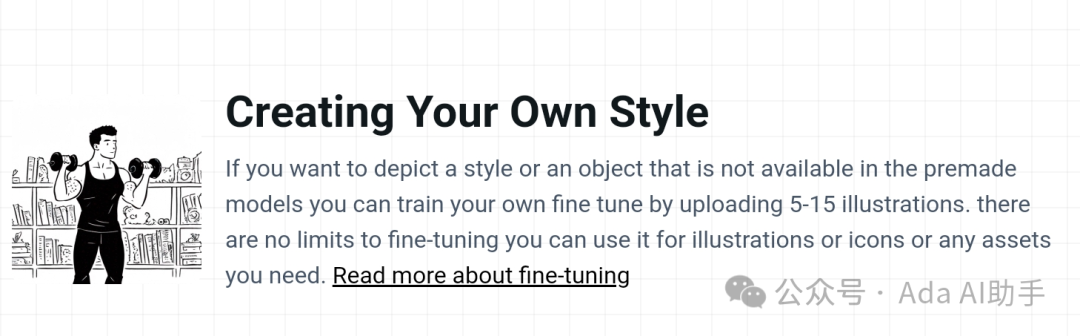 Creating Your Own Style
If you want to depict a style or an object that is not available in the premade
models you can train your own fine tune by uploading 5-15 illustrations. there
are no limits to fine-tuning you can use it for illustrations or icons or any assets
you need. Read more about fine-tuning
公众号 · Ada AI助手